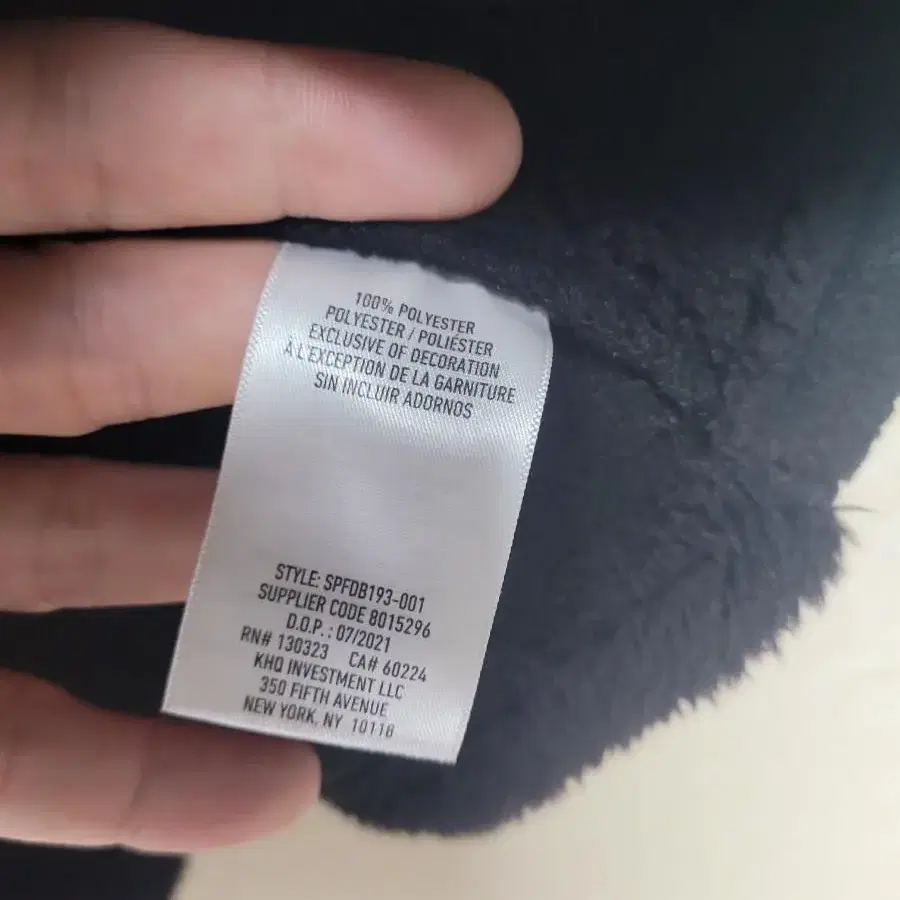 100% POLYESTER
POLYESTER / POLIÉSTER
EXCLUSIVE OF DECORATION
À L'EXCEPTION DE LA GARNITURE
SIN INCLUIR ADORNOS
STYLE: SPFDB193-001
SUPPLIER CODE 8015296
D.O.P.: 07/2021
RN# 130323 CA# 60224
KHQ INVESTMENT LLC
350 FIFTH AVENUE
NEW YORK, NY 10118